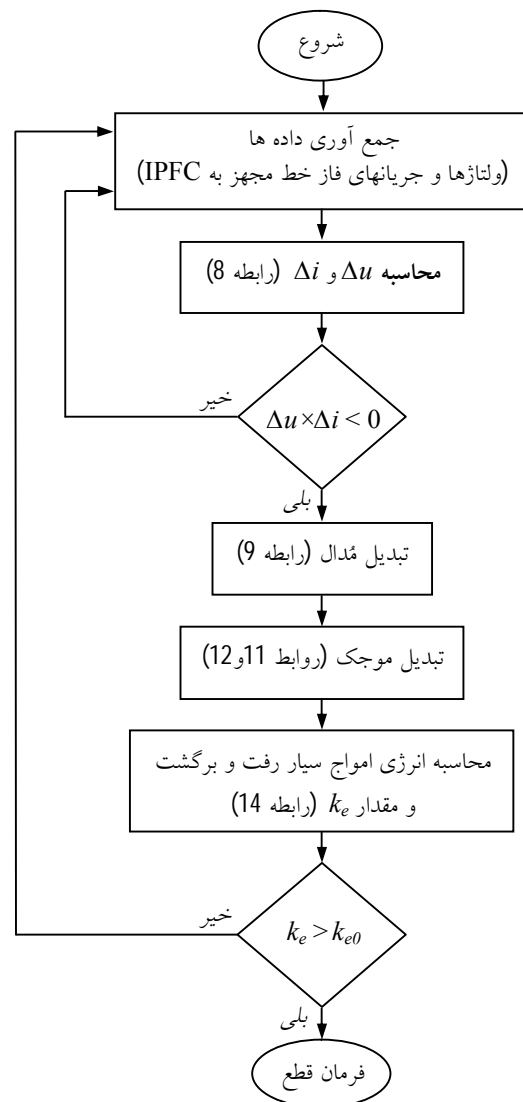 شروع
جمع آوری داده ها
(ولتاژها و جریانهای فاز خط مجهز به IPFC)
محاسبه Δu و Δi (رابطه 8)
خیر
Δu×Δi < 0
بلی
تبدیل مُدال (رابطه 9)
تبدیل موجک (روابط 11و12)
محاسبه انرژی امواج سیار رفت و برگشت
و مقدار ke (رابطه 14)
خیر
ke > ke0
بلی
فرمان قطع